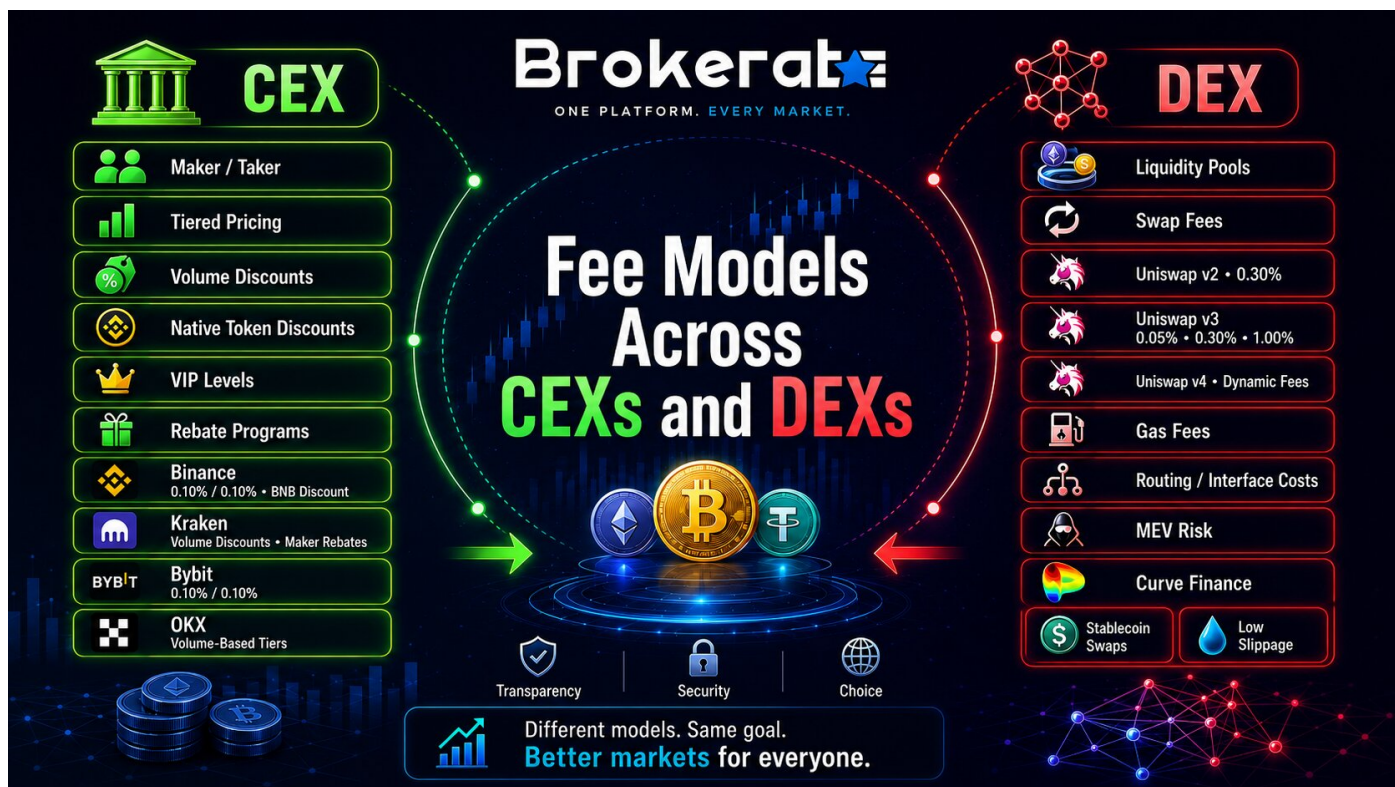 CEX
Maker / Taker
Tiered Pricing
Volume Discounts
Native Token Discounts
VIP Levels
Rebate Programs
Binance
0.10% / 0.10% • BNB Discount
Kraken
Volume Discounts • Maker Rebates
BYBIT
Bybit
0.10% / 0.10%
OKX
Volume-Based Tiers
Brokerate
ONE PLATFORM. EVERY MARKET.
Fee Models
Across
CEXs and DEXs
Transparency
Security
Choice
Different models. Same goal.
Better markets for everyone.
DEX
Liquidity Pools
Swap Fees
Uniswap v2 • 0.30%
Uniswap v3
0.05% • 0.30% • 1.00%
Uniswap v4 • Dynamic Fees
Gas Fees
Routing / Interface Costs
MEV Risk
Curve Finance
Stablecoin
Swaps
Low
Slippage